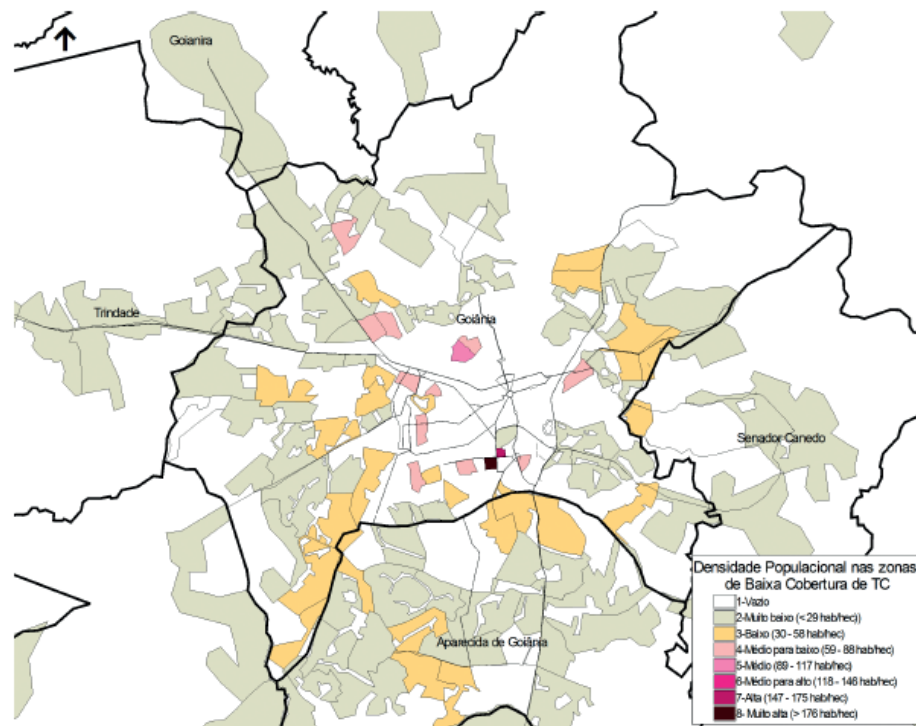 Goianira
Trindade
Goiânia
Senador Canedo
Aparecida de Goiânia
Densidade Populacional nas zonas
de Baixa Cobertura de TC
1-Vazio
2-Muito baixo (< 29 hab/hec)
3-Baixo (30 - 58 hab/hec)
4-Médio para baixo (59 - 88 hab/hec)
5-Médio (89 - 117 hab/hec)
6-Médio para alto (118 - 146 hab/hec)
7-Alta (147 - 175 hab/hec)
8- Muito alta (> 176 hab/hec)